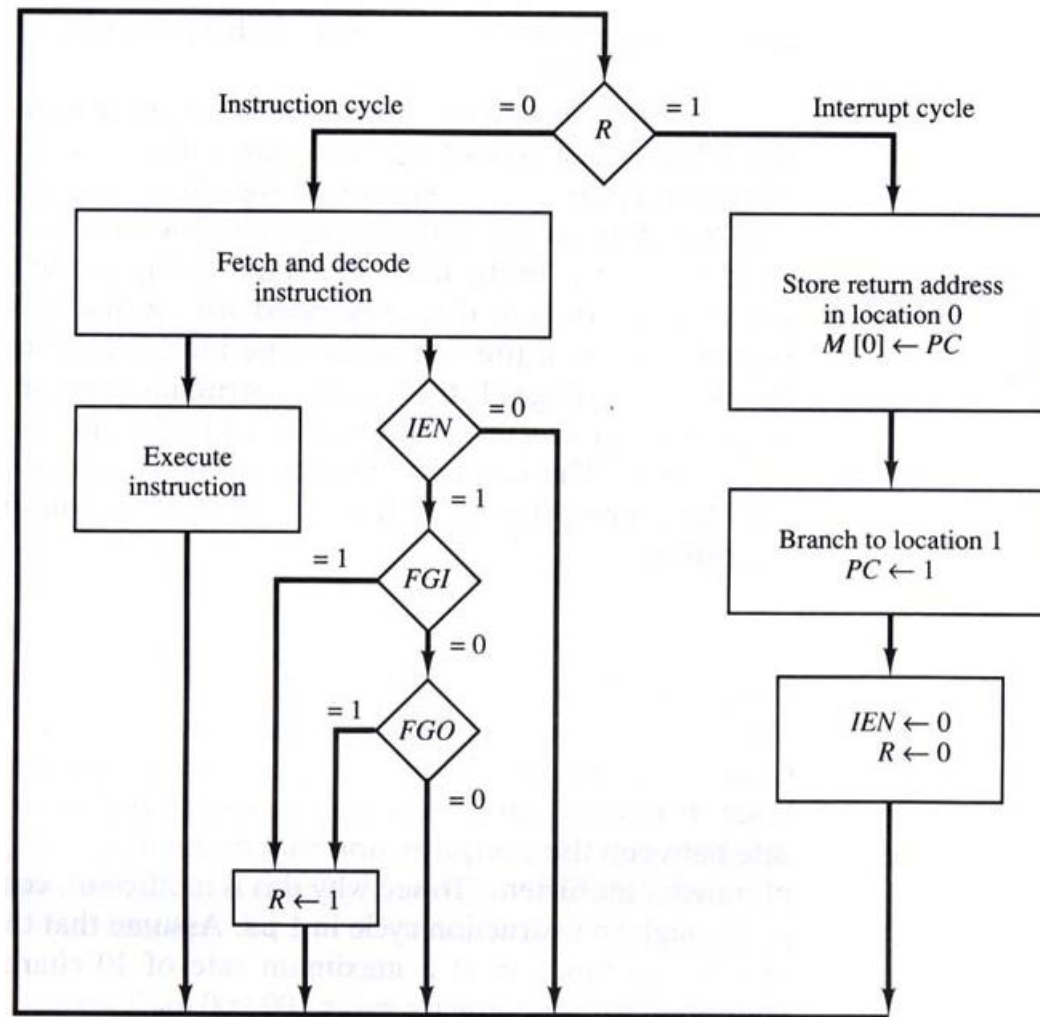 Instruction cycle
= 0
R
= 1
Interrupt cycle
Fetch and decode
instruction
Store return address
in location 0
M [0] ← PC
Execute
instruction
IEN
= 0
= 1
Branch to location 1
PC ← 1
= 1
FGI
= 0
= 1
FGO
= 0
IEN ← 0
R ← 0
R ← 1